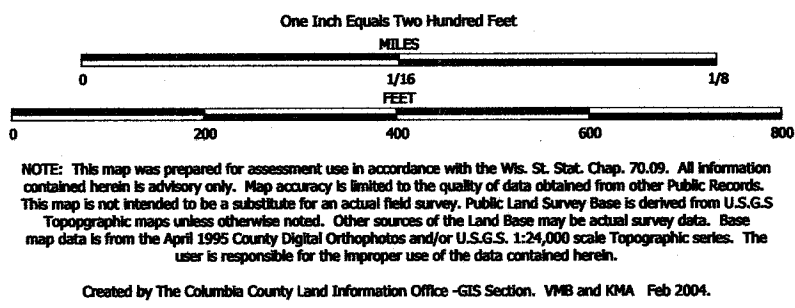 One Inch Equals Two Hundred Feet
MILES
0 1/16 1/8
FEET
0 200 400 600 800
NOTE: This map was prepared for assessment use in accordance with the Wis. St. Stat. Chap. 70.09. All information
contained herein is advisory only. Map accuracy is limited to the quality of data obtained from other Public Records.
This map is not intended to be a substitute for an actual field survey. Public Land Survey Base is derived from U.S.G.S
Topopgraphic maps unless otherwise noted. Other sources of the Land Base may be actual survey data. Base
map data is from the April 1995 County Digital Orthophotos and/or U.S.G.S. 1:24,000 scale Topographic series. The
user is responsible for the improper use of the data contained herein.
Created by The Columbia County Land Information Office -GIS Section. VMB and KMA Feb 2004.